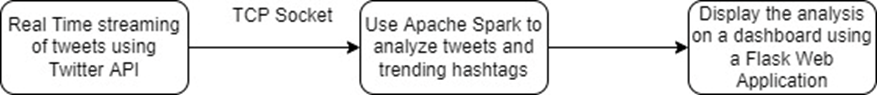 Real Time streaming
of tweets using
Twitter API
TCP Socket
Use Apache Spark to
analyze tweets and
trending hashtags
Display the analysis
on a dashboard using
a Flask Web
Application